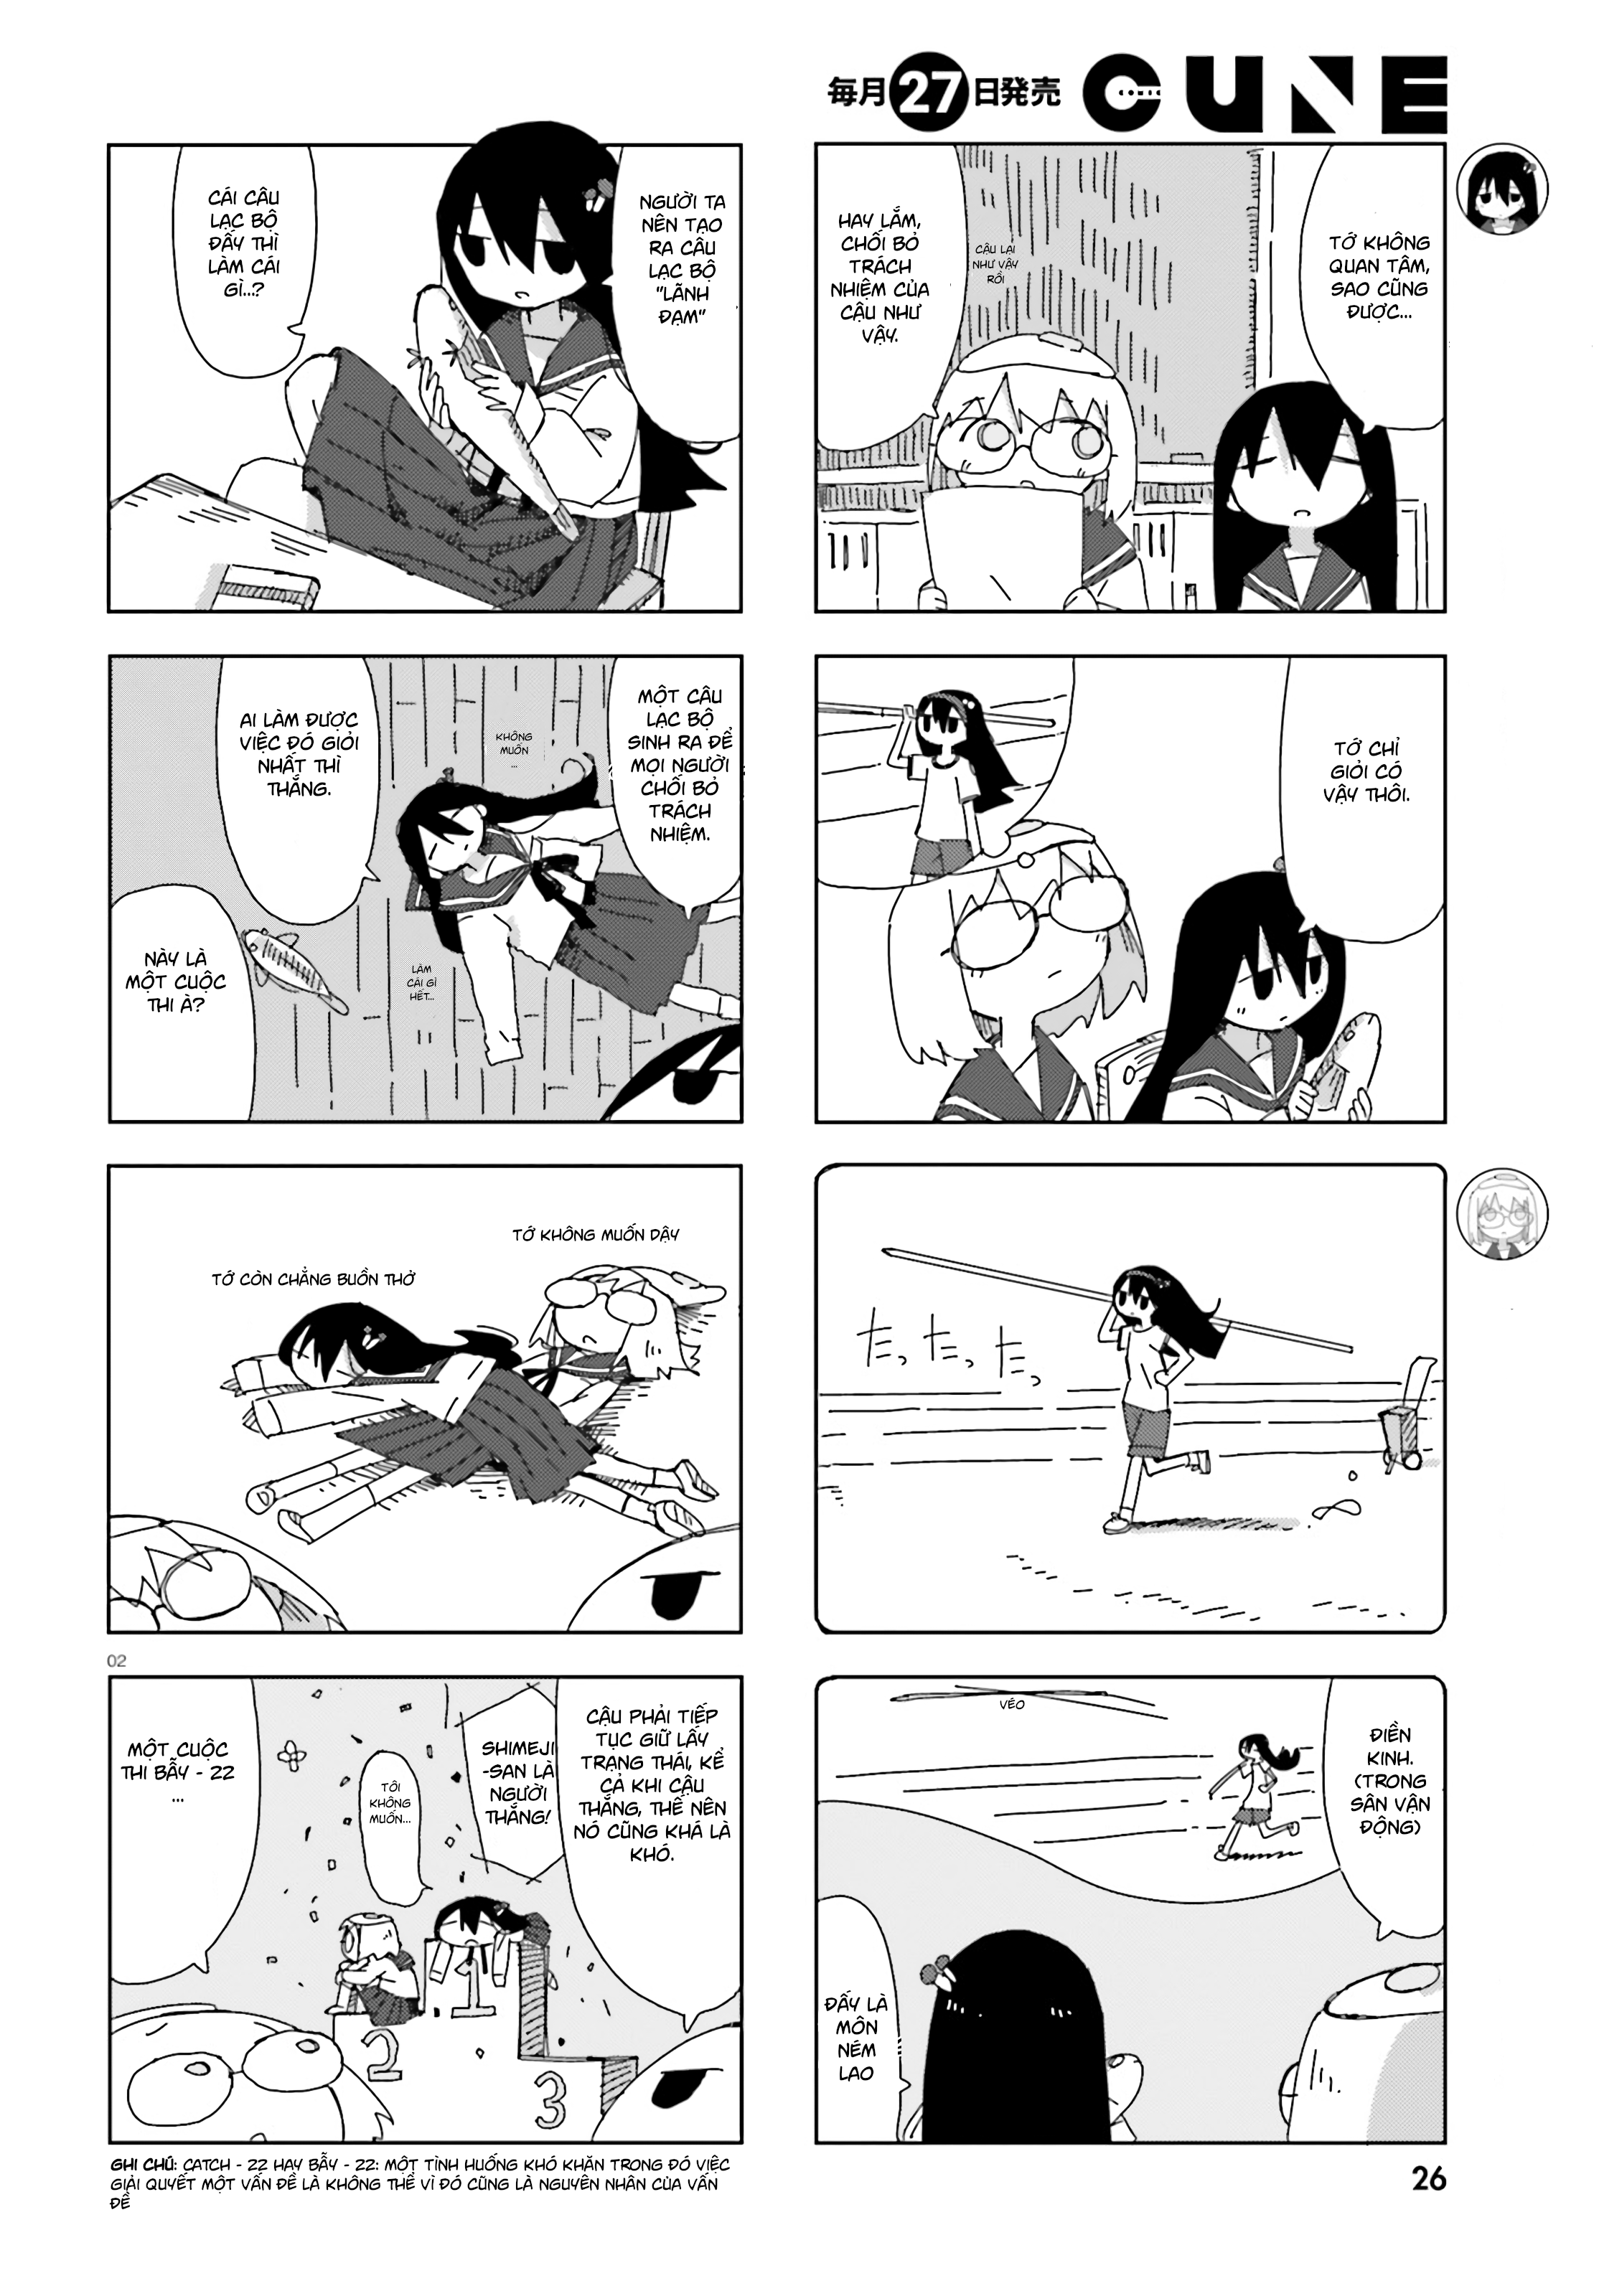 毎月27日発売 COMIC CUNE
TỚ KHÔNG
QUAN TÂM,
SAO CŨNG
ĐƯỢC...
CẬU LẠI
NHƯ VẬY
RỒI
HAY LẮM,
CHỐI BỎ
TRÁCH
NHIỆM CỦA
CẬU NHƯ
VẬY.
TỚ CHỈ
GIỎI CÓ
VẬY THÔI.
たっ たっ たっ
ĐIỀN
KINH.
(TRONG
SÂN VẬN
ĐỘNG)
VÉO
ĐẤY LÀ
MÔN
NÉM
LAO
NGƯỜI TA
NÊN TẠO
RA CÂU
LẠC BỘ
"LÃNH
ĐẠM"
CÁI CÂU
LẠC BỘ
ĐẤY THÌ
LÀM CÁI
GÌ...?
MỘT CÂU
LẠC BỘ
SINH RA ĐỂ
MỌI NGƯỜI
CHỐI BỎ
TRÁCH
NHIỆM.
KHÔNG
MUỐN
...
LÀM
CÁI GÌ
HẾT...
AI LÀM ĐƯỢC
VIỆC ĐÓ GIỎI
NHẤT THÌ
THẮNG.
NÀY LÀ
MỘT CUỘC
THI À?
TỚ KHÔNG MUỐN DẬY
TỚ CÒN CHẲNG BUỒN THỞ
02
CẬU PHẢI TIẾP
TỤC GIỮ LẤY
TRẠNG THÁI, KỂ
CẢ KHI CẬU
THẮNG, THẾ NÊN
NÓ CŨNG KHÁ LÀ
KHÓ.
SHIMEJI
-SAN LÀ
NGƯỜI
THẮNG!
TÔI
KHÔNG
MUỐN...
MỘT CUỘC
THI BẪY - 22
...
1
2
3
GHI CHÚ: CATCH - 22 HAY BẪY - 22: MỘT TÌNH HUỐNG KHÓ KHĂN TRONG ĐÓ VIỆC
GIẢI QUYẾT MỘT VẤN ĐỀ LÀ KHÔNG THỂ VÌ ĐÓ CŨNG LÀ NGUYÊN NHÂN CỦA VẤN
ĐỀ
26